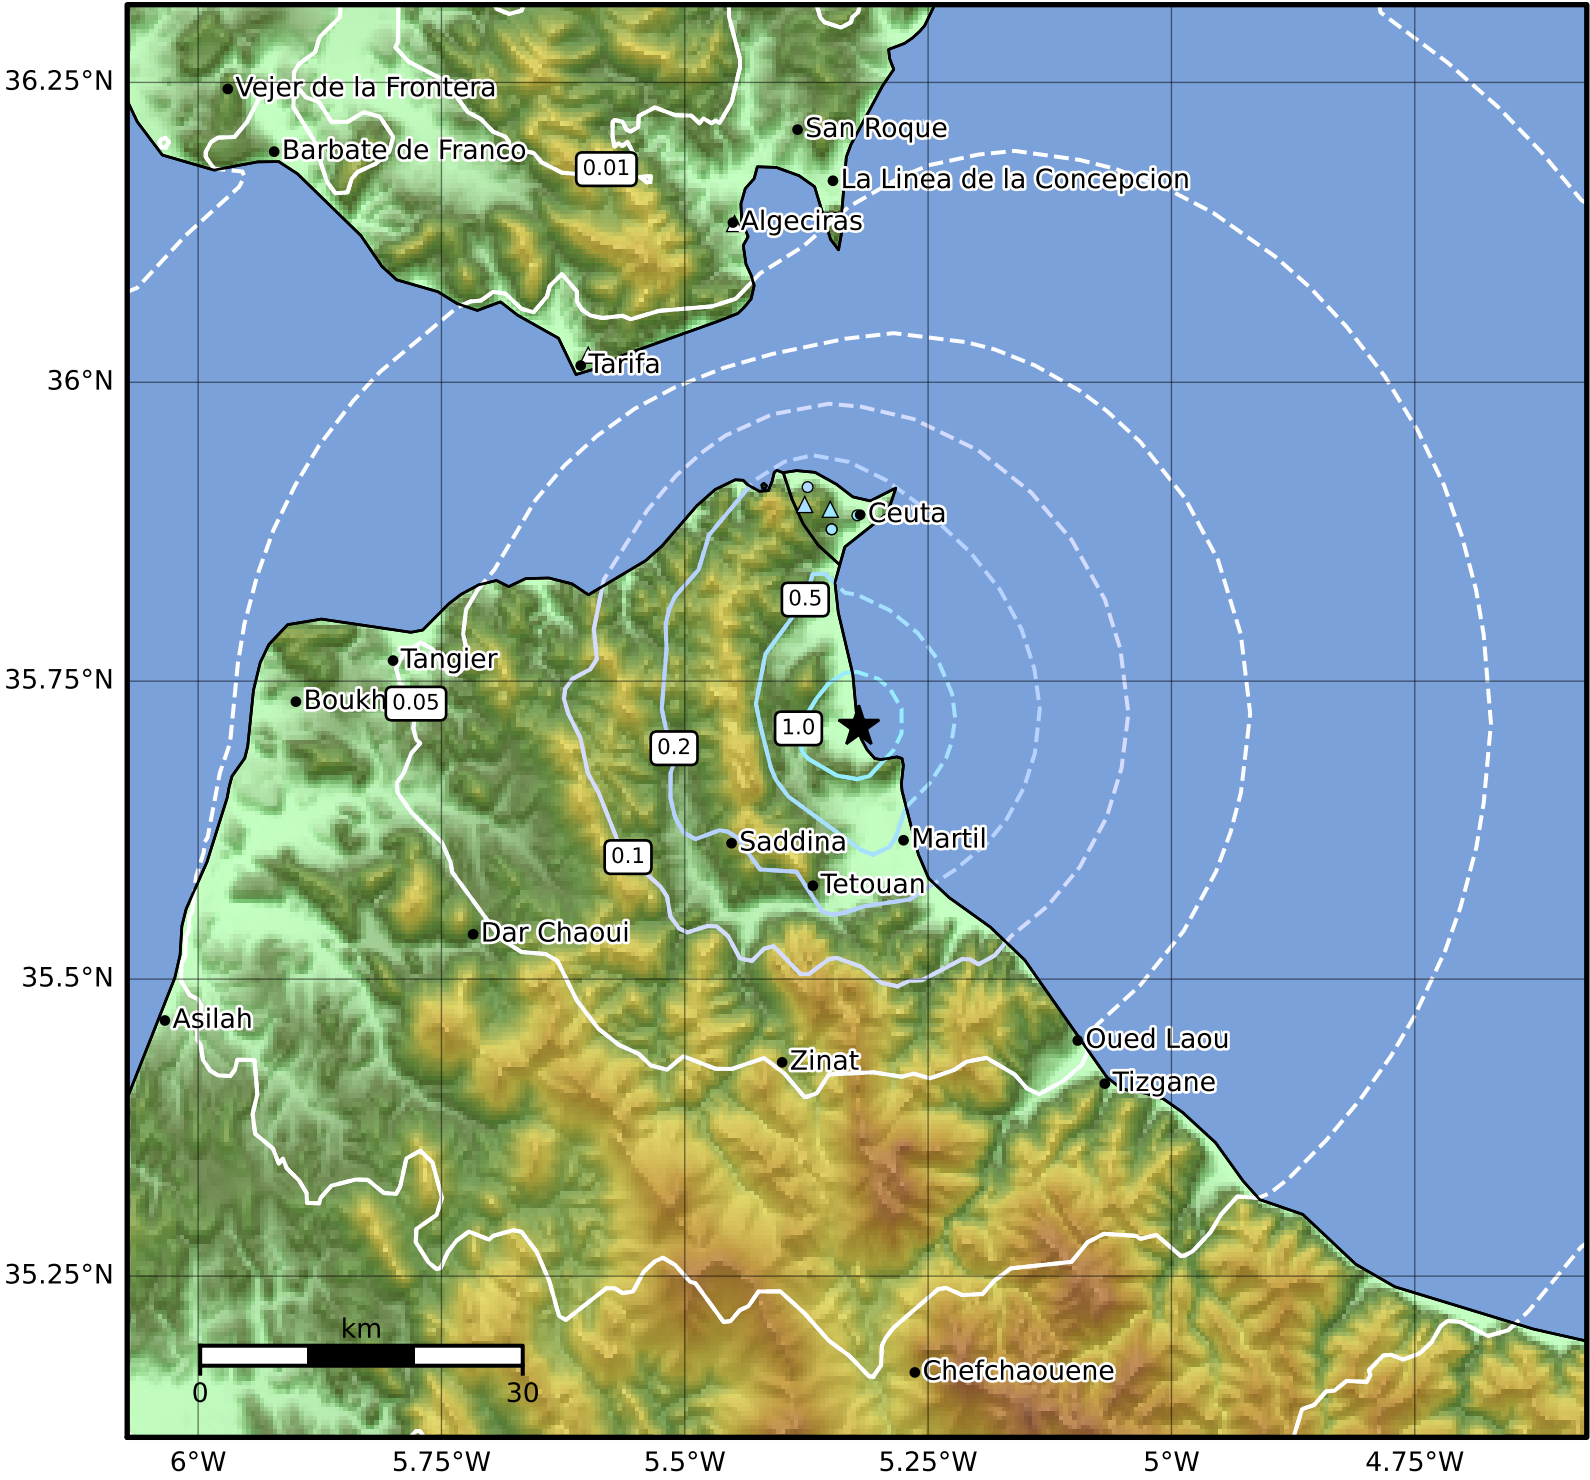 36.25°N
Vejer de la Frontera
San Roque
Barbate de Franco
0.01
La Linea de la Concepcion
Algeciras
Tarifa
36°N
Ceuta
0.5
Tangier
35.75°N
Boukh
0.05
1.0
0.2
Saddina
Martil
0.1
Tetouan
Dar Chaoui
35.5°N
Asilah
Oued Laou
Zinat
Tizgane
35.25°N
km
0 30
Chefchaouene
6°W 5.75°W 5.5°W 5.25°W 5°W 4.75°W